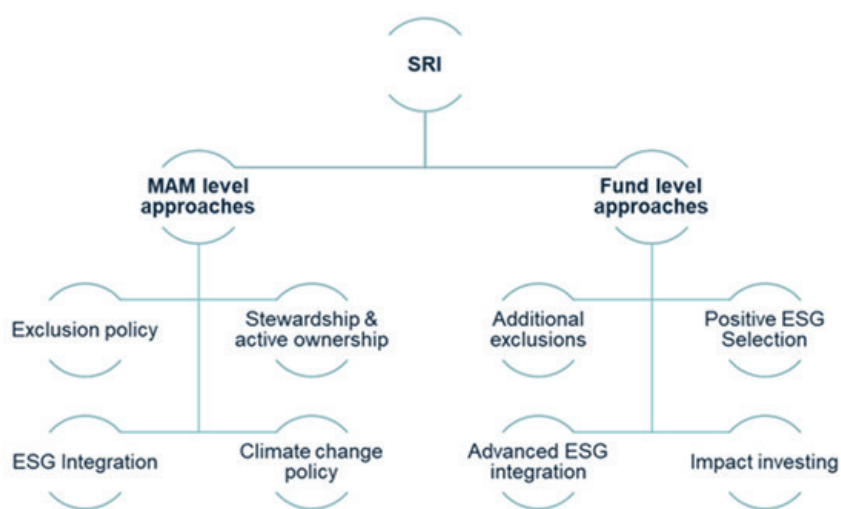 SRI
MAM level
approaches
Fund level
approaches
Exclusion policy
Stewardship &
active ownership
Additional
exclusions
Positive ESG
Selection
ESG Integration
Climate change
policy
Advanced ESG
integration
Impact investing